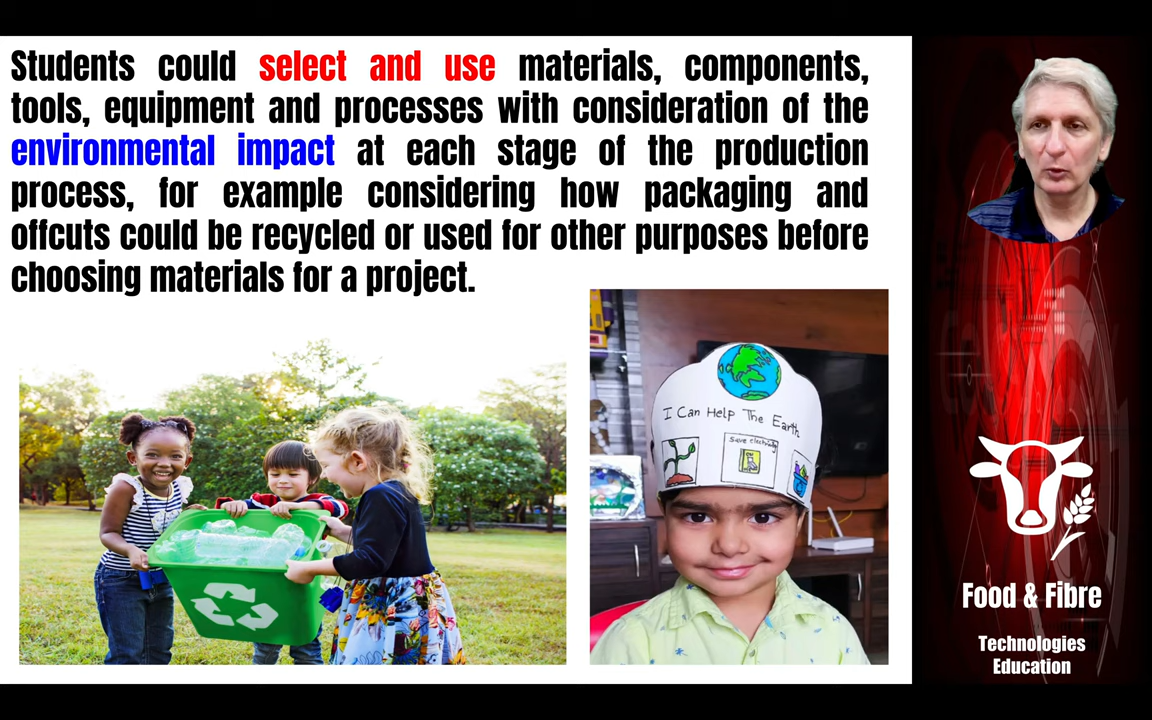 Students could select and use materials, components,
tools, equipment and processes with consideration of the
environmental impact at each stage of the production
process, for example considering how packaging and
offcuts could be recycled or used for other purposes before
choosing materials for a project.
I Can Help The Earth
Save electricity
Food & Fibre
Technologies
Education